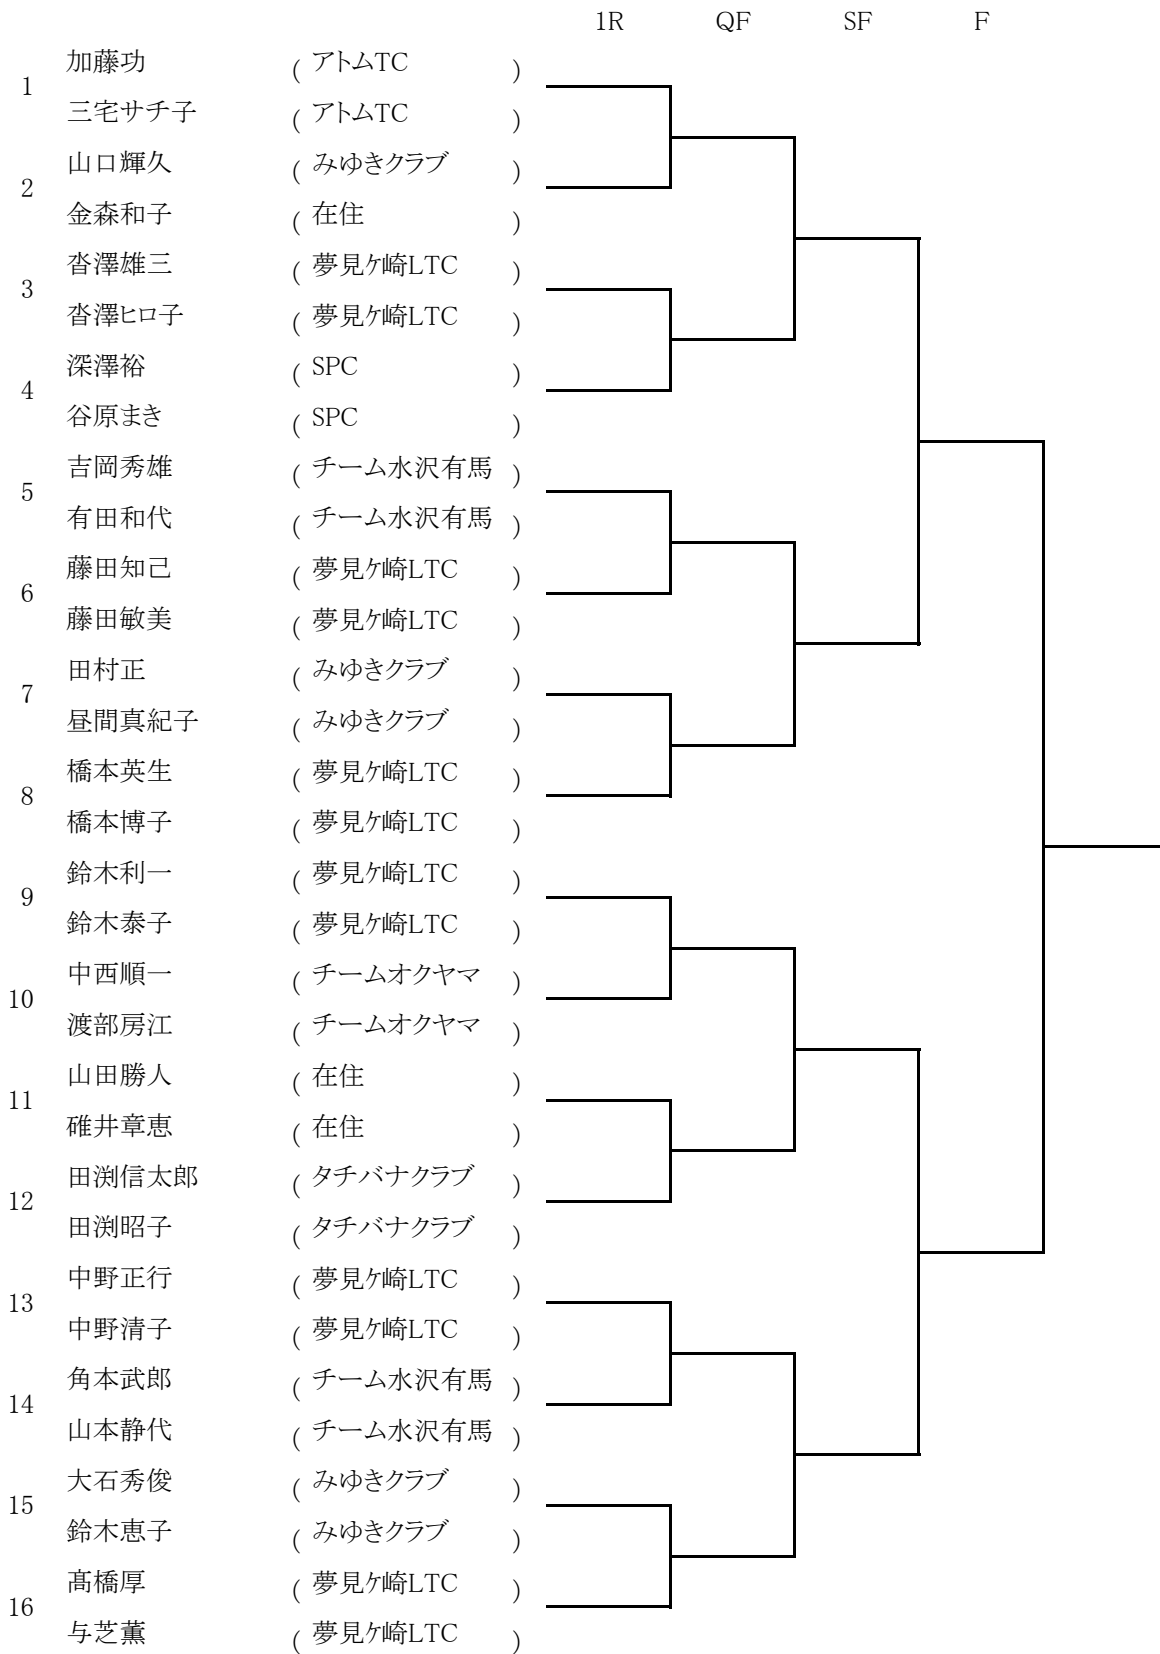 1R QF SF F
加藤功 ( アトムTC )
1
三宅サチ子 ( アトムTC )
山口輝久 ( みゆきクラブ )
2
金森和子 ( 在住 )
沓澤雄三 ( 夢見ケ崎LTC )
3
沓澤ヒロ子 ( 夢見ケ崎LTC )
深澤裕 ( SPC )
4
谷原まき ( SPC )
吉岡秀雄 ( チーム水沢有馬 )
5
有田和代 ( チーム水沢有馬 )
藤田知己 ( 夢見ケ崎LTC )
6
藤田敏美 ( 夢見ケ崎LTC )
田村正 ( みゆきクラブ )
7
昼間真紀子 ( みゆきクラブ )
橋本英生 ( 夢見ケ崎LTC )
8
橋本博子 ( 夢見ケ崎LTC )
鈴木利一 ( 夢見ケ崎LTC )
9
鈴木泰子 ( 夢見ケ崎LTC )
中西順一 ( チームオクヤマ )
10
渡部房江 ( チームオクヤマ )
山田勝人 ( 在住 )
11
碓井章恵 ( 在住 )
田渕信太郎 ( タチバナクラブ )
12
田渕昭子 ( タチバナクラブ )
中野正行 ( 夢見ケ崎LTC )
13
中野清子 ( 夢見ケ崎LTC )
角本武郎 ( チーム水沢有馬 )
14
山本静代 ( チーム水沢有馬 )
大石秀俊 ( みゆきクラブ )
15
鈴木恵子 ( みゆきクラブ )
髙橋厚 ( 夢見ケ崎LTC )
16
与芝薫 ( 夢見ケ崎LTC )